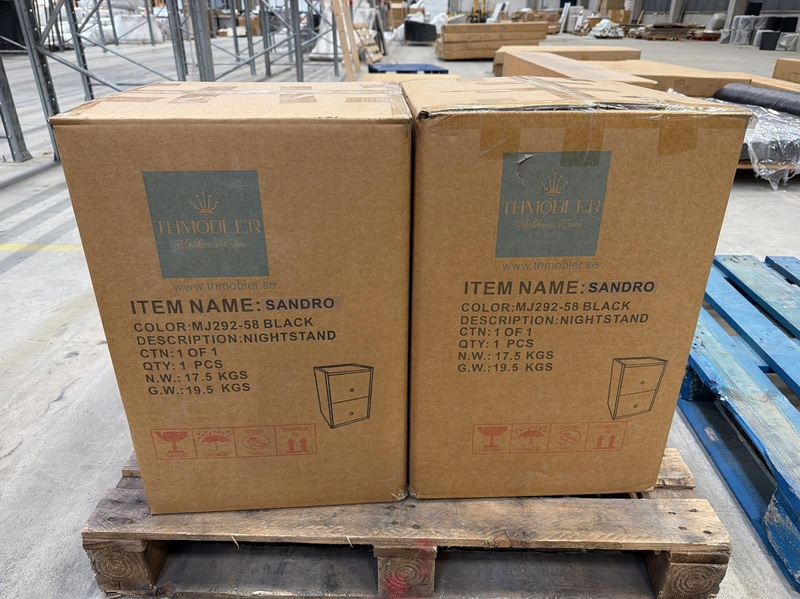 THMOBLER
www.thmobler.se
ITEM NAME: SANDRO
COLOR:MJ292-58 BLACK
DESCRIPTION:NIGHTSTAND
CTN:1 OF 1
QTY: 1 PCS
N.W.: 17.5 KGS
G.W.:19.5 KGS
THMOBLER
www.thmobler.se
ITEM NAME: SANDRO
COLOR:MJ292-58 BLACK
DESCRIPTION:NIGHTSTAND
CTN: 1 OF 1
QTY: 1 PCS
N.W.: 17.5 KGS
G.W.: 19.5 KGS